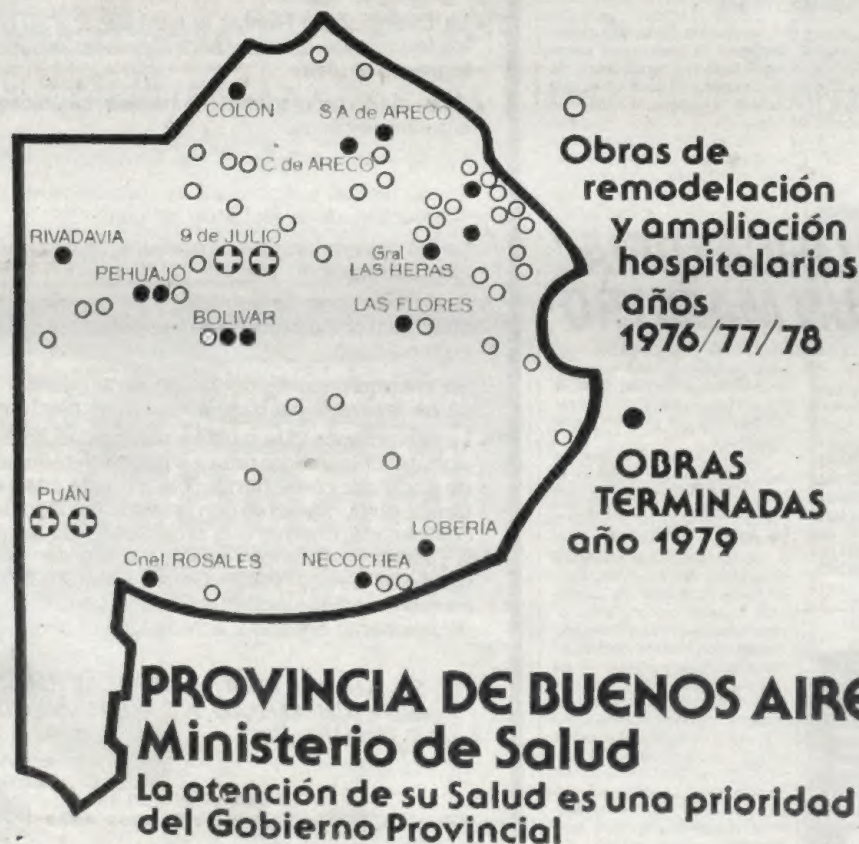 COLÓN
S A de ARECO
C de ARECO
RIVADAVIA
9 de JULIO
Gral
LAS HERAS
PEHUAJÓ
BOLIVAR
LAS FLORES
PUÁN
LOBERÍA
Cnel ROSALES
NECOCHEA
Obras de
remodelación
y ampliación
hospitalarias
años
1976/77/78
OBRAS
TERMINADAS
año 1979
PROVINCIA DE BUENOS AIRE
Ministerio de Salud
La atención de su Salud es una prioridad
del Gobierno Provincial